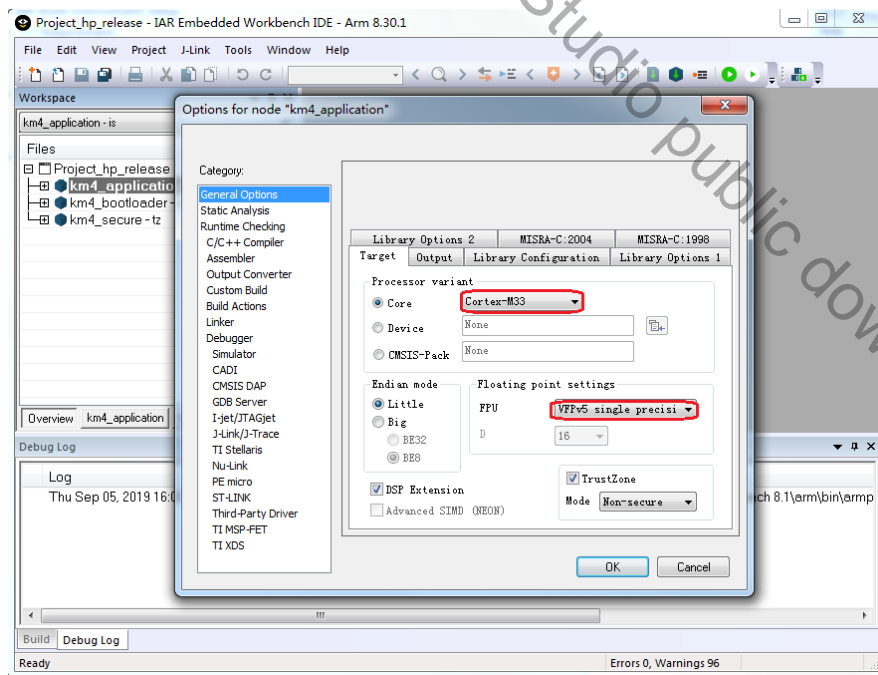 Project_hp_release - IAR Embedded Workbench IDE - Arm 8.30.1
File Edit View Project J-Link Tools Window Help
Workspace
km4_application - is
Files
Project_hp_release
km4_applicatio
km4_bootloader -
km4_secure - tz
Overview km4_application
Options for node "km4_application"
Category:
General Options
Static Analysis
Runtime Checking
C/C++ Compiler
Assembler
Output Converter
Custom Build
Build Actions
Linker
Debugger
Simulator
CADI
CMSIS DAP
GDB Server
I-jet/JTAGjet
J-Link/J-Trace
TI Stellaris
Nu-Link
PE micro
ST-LINK
Third-Party Driver
TI MSP-FET
TI XDS
Library Options 2 MISRA-C:2004 MISRA-C:1998
Target Output Library Configuration Library Options 1
Processor variant
Core Cortex-M33
Device None
CMSIS-Pack None
Endian mode
Little
Big
BE32
BE8
Floating point settings
FPU VFPv5 single precisi
D 16
DSP Extension
Advanced SIMD (NEON)
TrustZone
Mode Non-secure
OK Cancel
Debug Log
Log
Thu Sep 05, 2019 16:0
ch 8.1\arm\bin\armp
Build Debug Log
Ready Errors 0, Warnings 96
Studio public dow